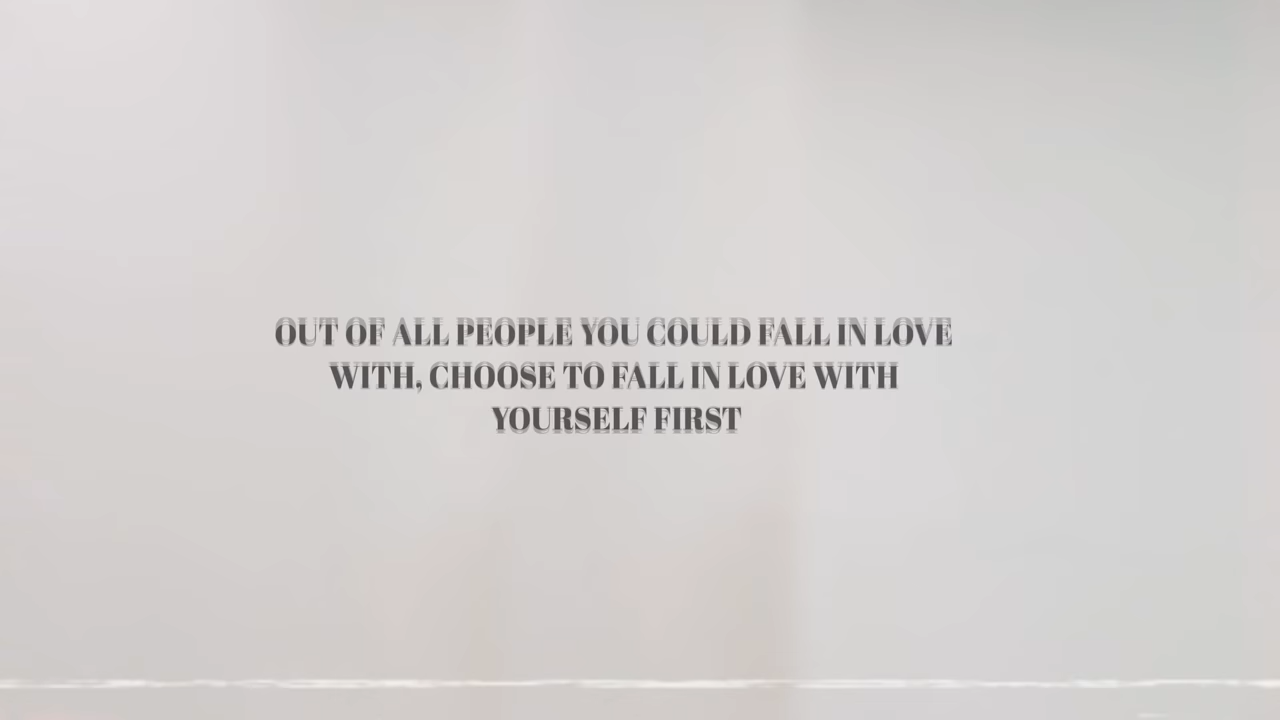 OUT OF ALL PEOPLE YOU COULD FALL IN LOVE
WITH, CHOOSE TO FALL IN LOVE WITH
YOURSELF FIRST